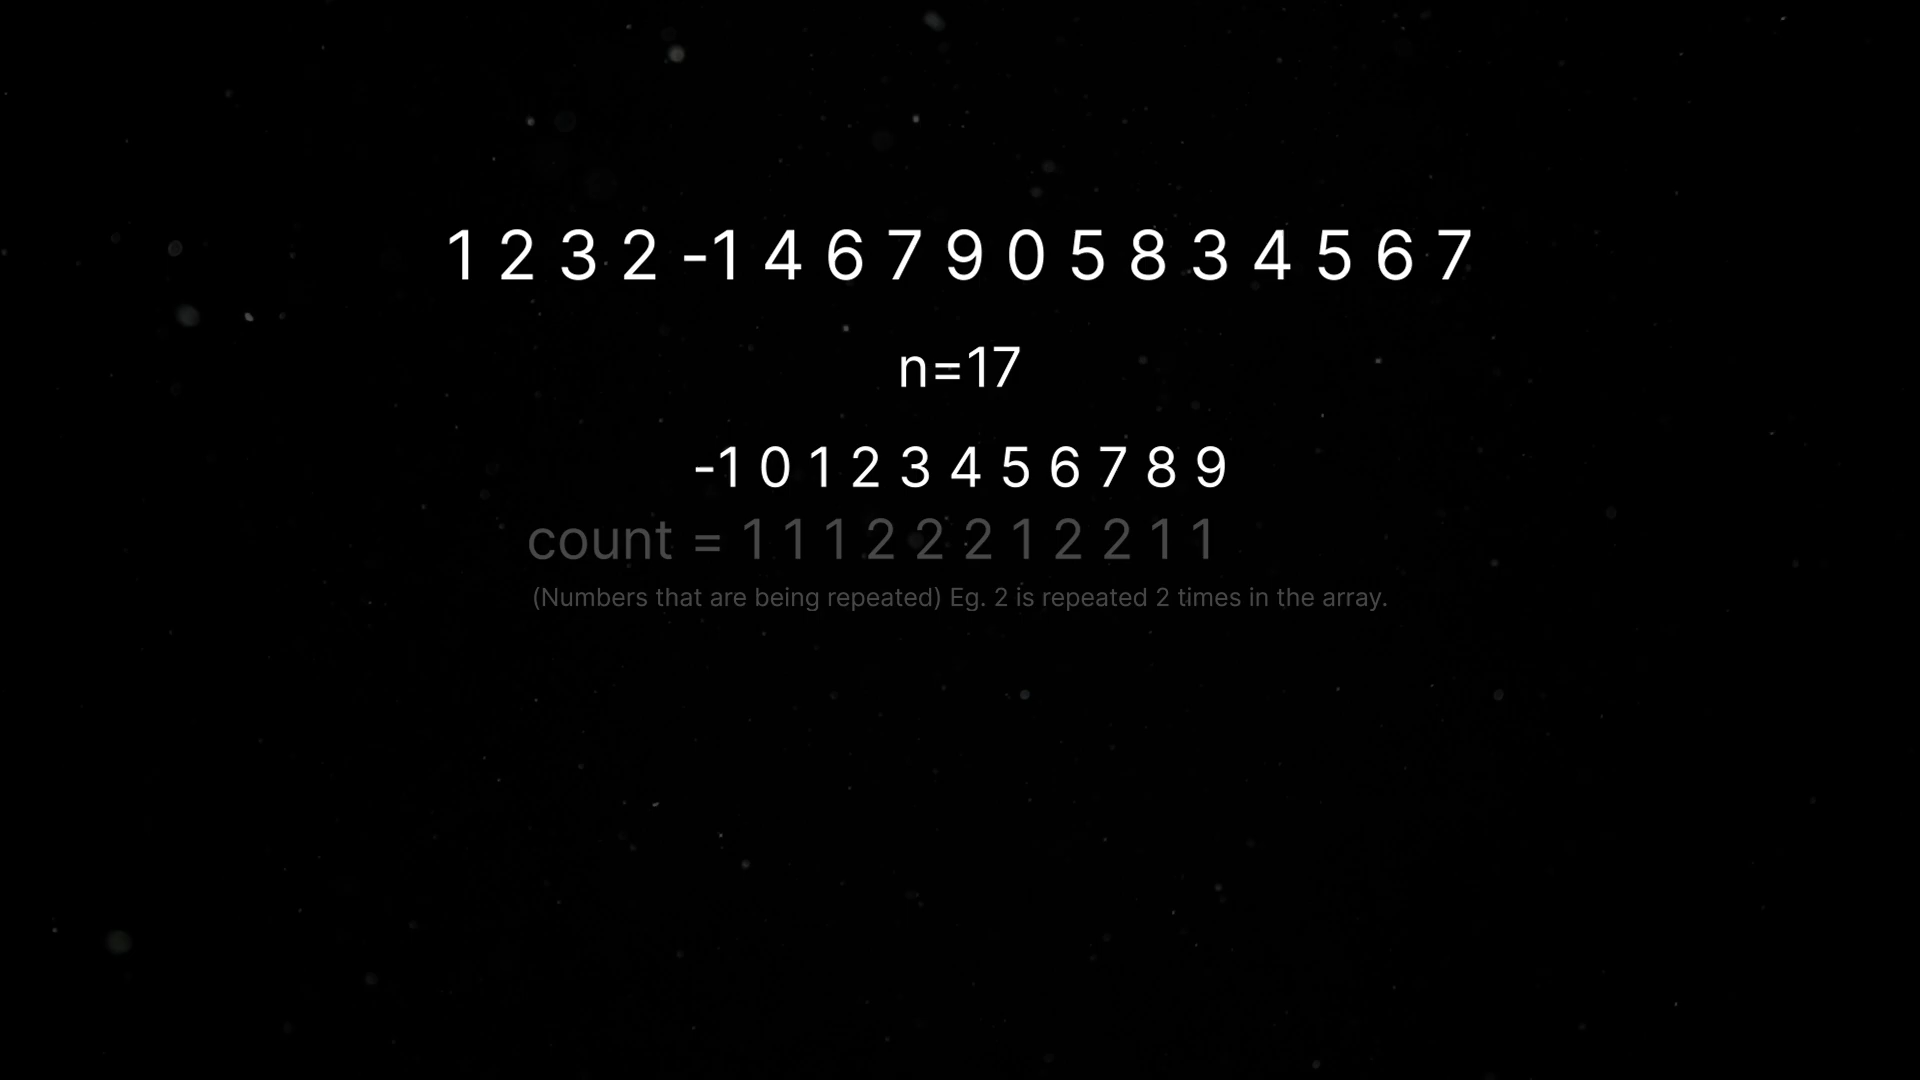 1 2 3 2 -1 4 6 7 9 0 5 8 3 4 5 6 7
n=17
-1 0 1 2 3 4 5 6 7 8 9
count = 1 1 1 2 2 2 1 2 2 1 1
(Numbers that are being repeated) Eg. 2 is repeated 2 times in the array.